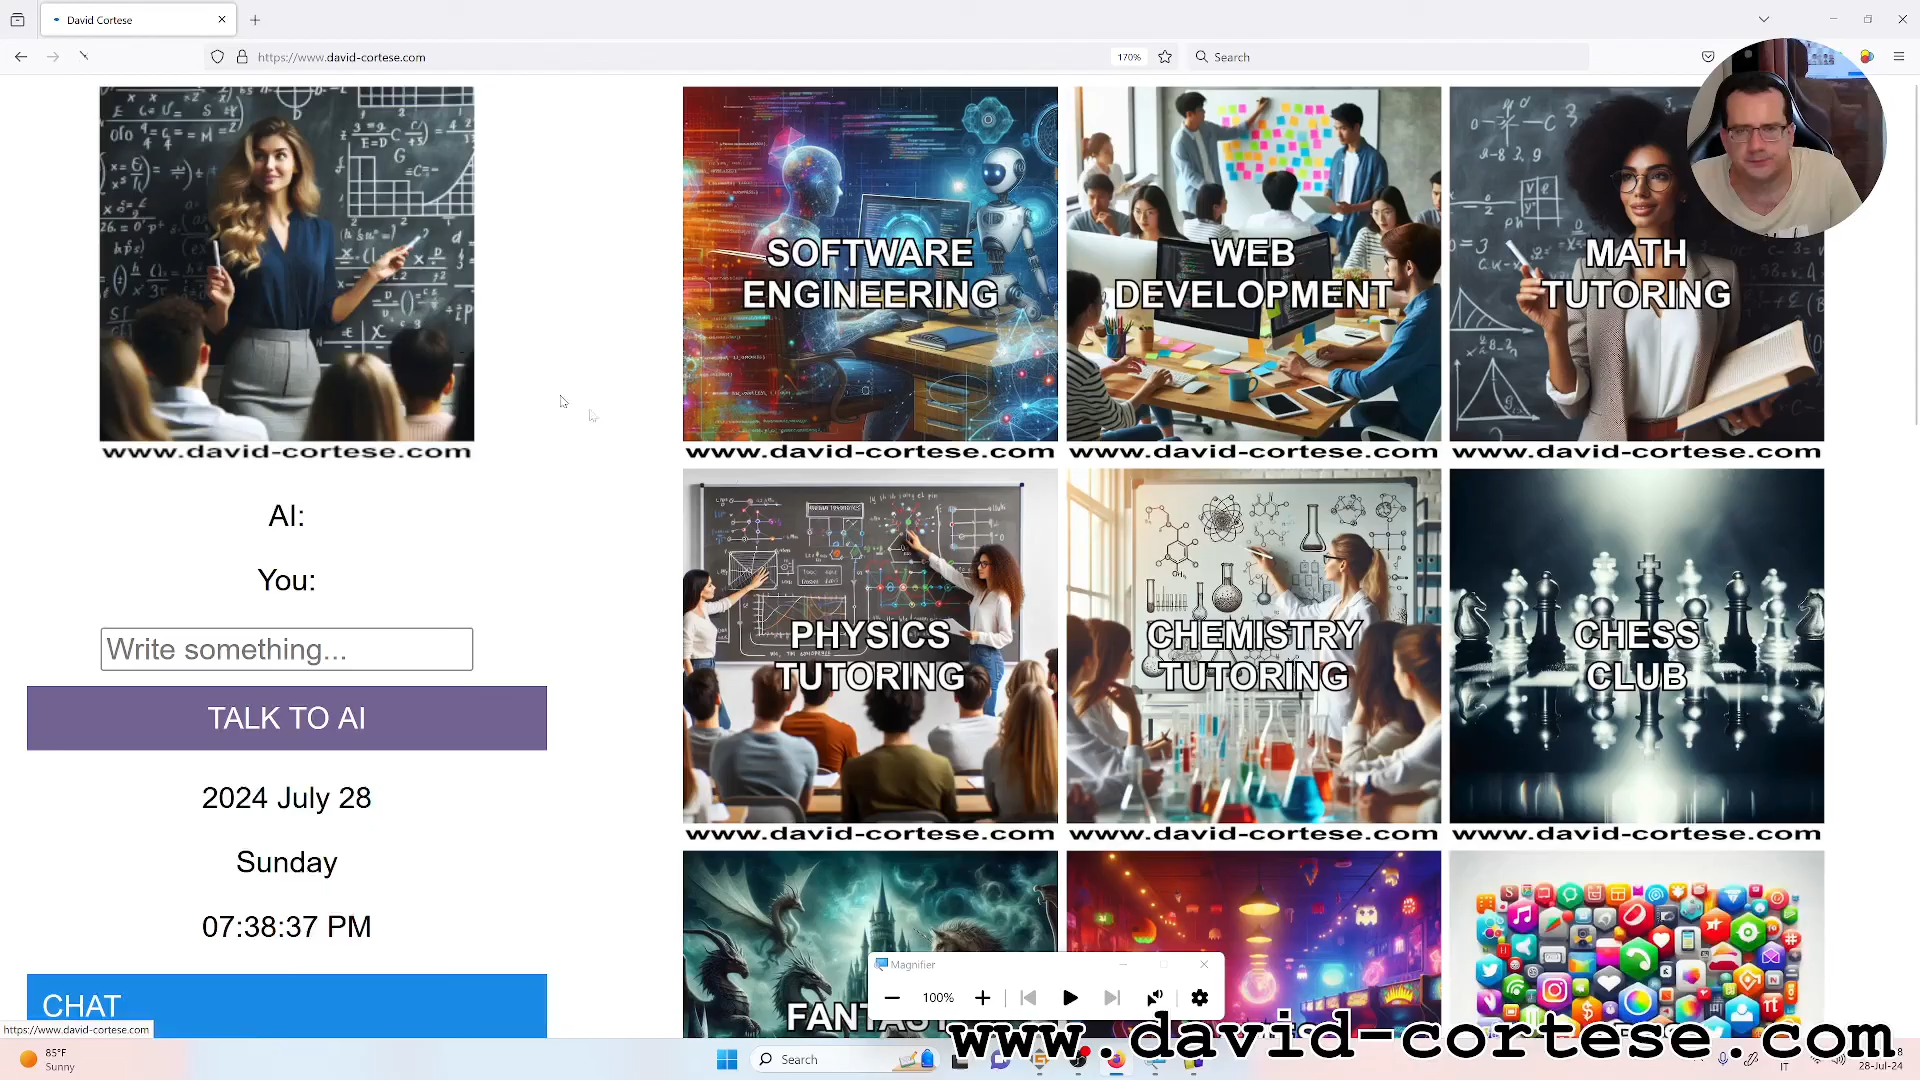 David Cortese
https://www.david-cortese.com
170%
Search
SOFTWARE
ENGINEERING
WEB
DEVELOPMENT
MATH
TUTORING
www.david-cortese.com
www.david-cortese.com
www.david-cortese.com
www.david-cortese.com
AI:
You:
Write something...
TALK TO AI
2024 July 28
Sunday
07:38:37 PM
CHAT
PHYSICS
TUTORING
CHEMISTRY
TUTORING
CHESS
CLUB
www.david-cortese.com
www.david-cortese.com
www.david-cortese.com
Magnifier
100%
https://www.david-cortese.com
www.david-cortese.com
85°F
Sunny
Search
IT
28-Jul-24